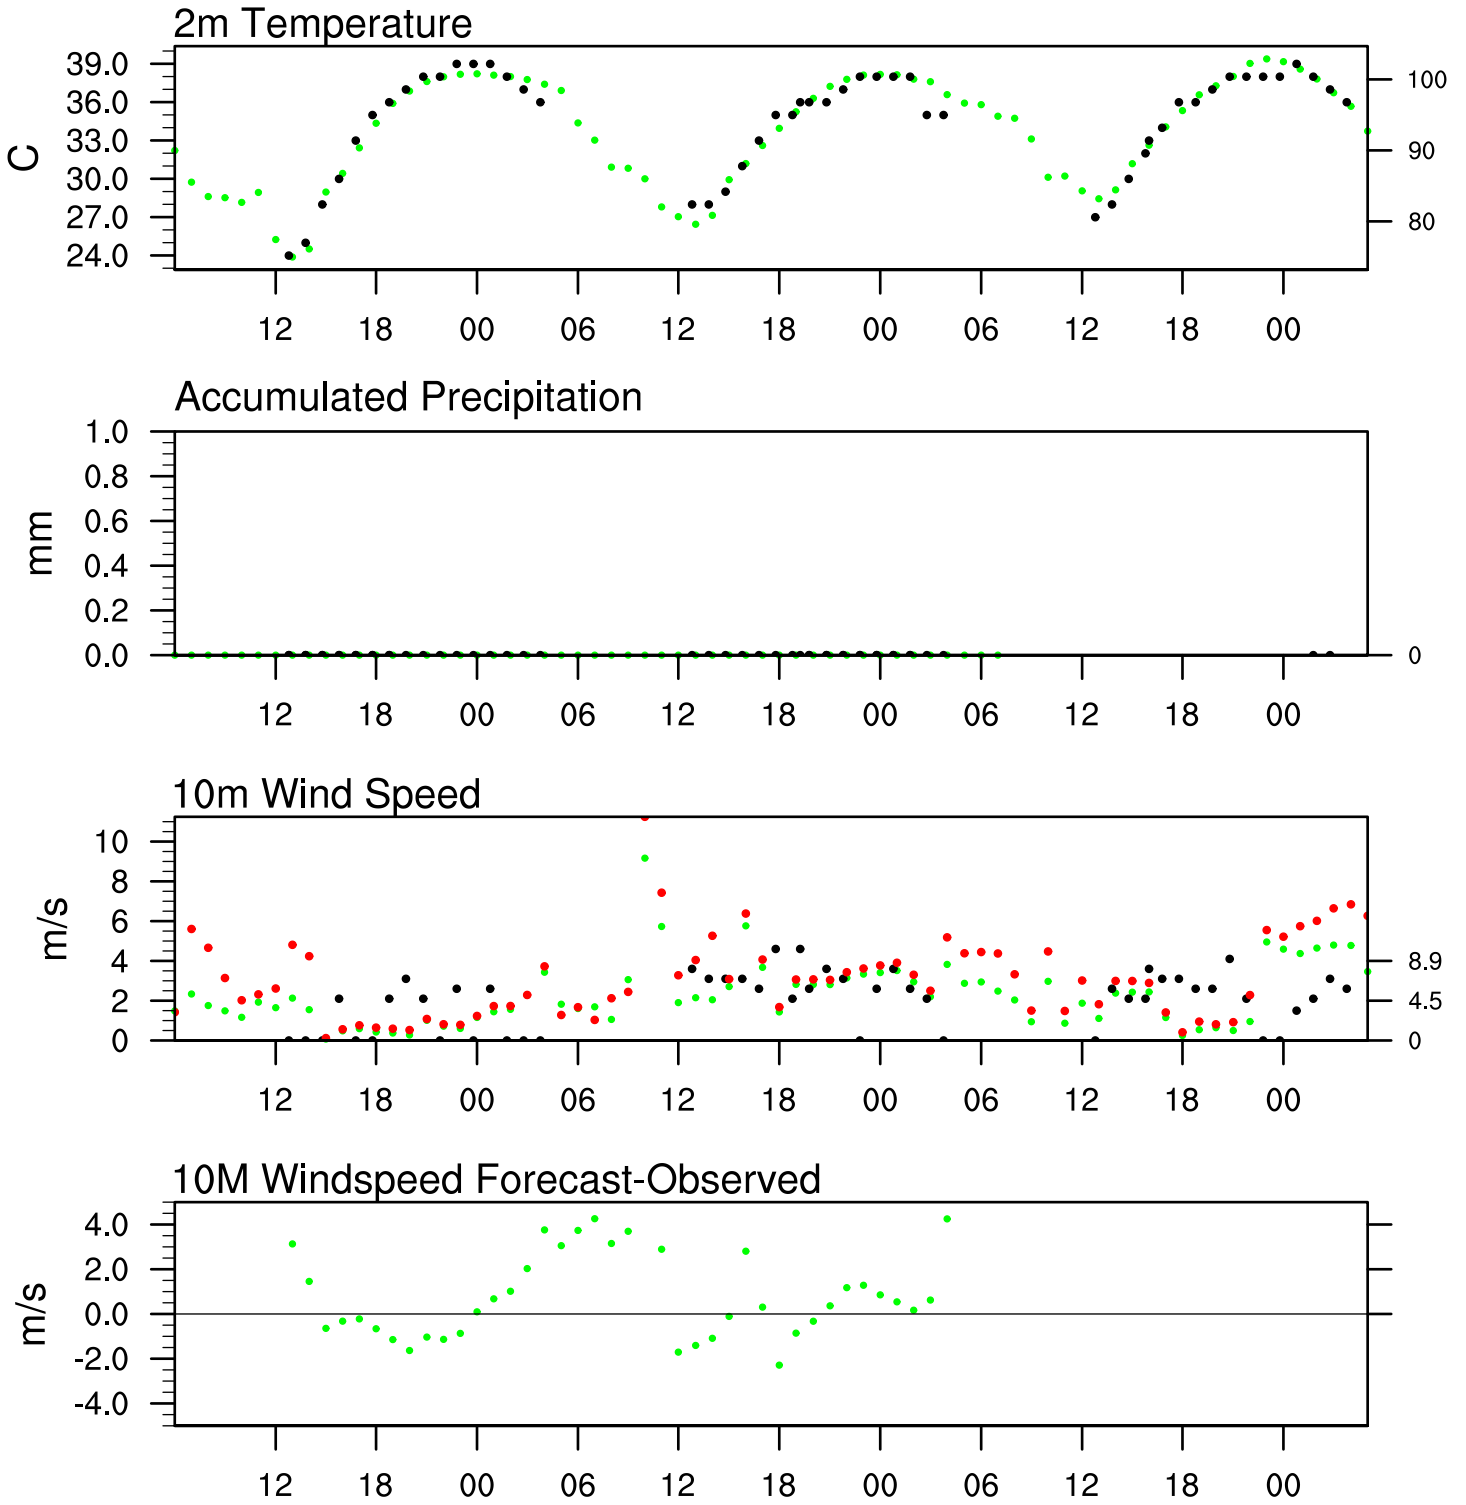 2m Temperature
39.0
36.0
33.0
30.0
27.0
24.0
C
100
90
80
12 18 00 06 12 18 00 06 12 18 00
Accumulated Precipitation
1.0
0.8
0.6
0.4
0.2
0.0
mm
0
12 18 00 06 12 18 00 06 12 18 00
10m Wind Speed
10
8
6
4
2
0
m/s
8.9
4.5
0
12 18 00 06 12 18 00 06 12 18 00
10M Windspeed Forecast-Observed
4.0
2.0
0.0
-2.0
-4.0
m/s
12 18 00 06 12 18 00 06 12 18 00